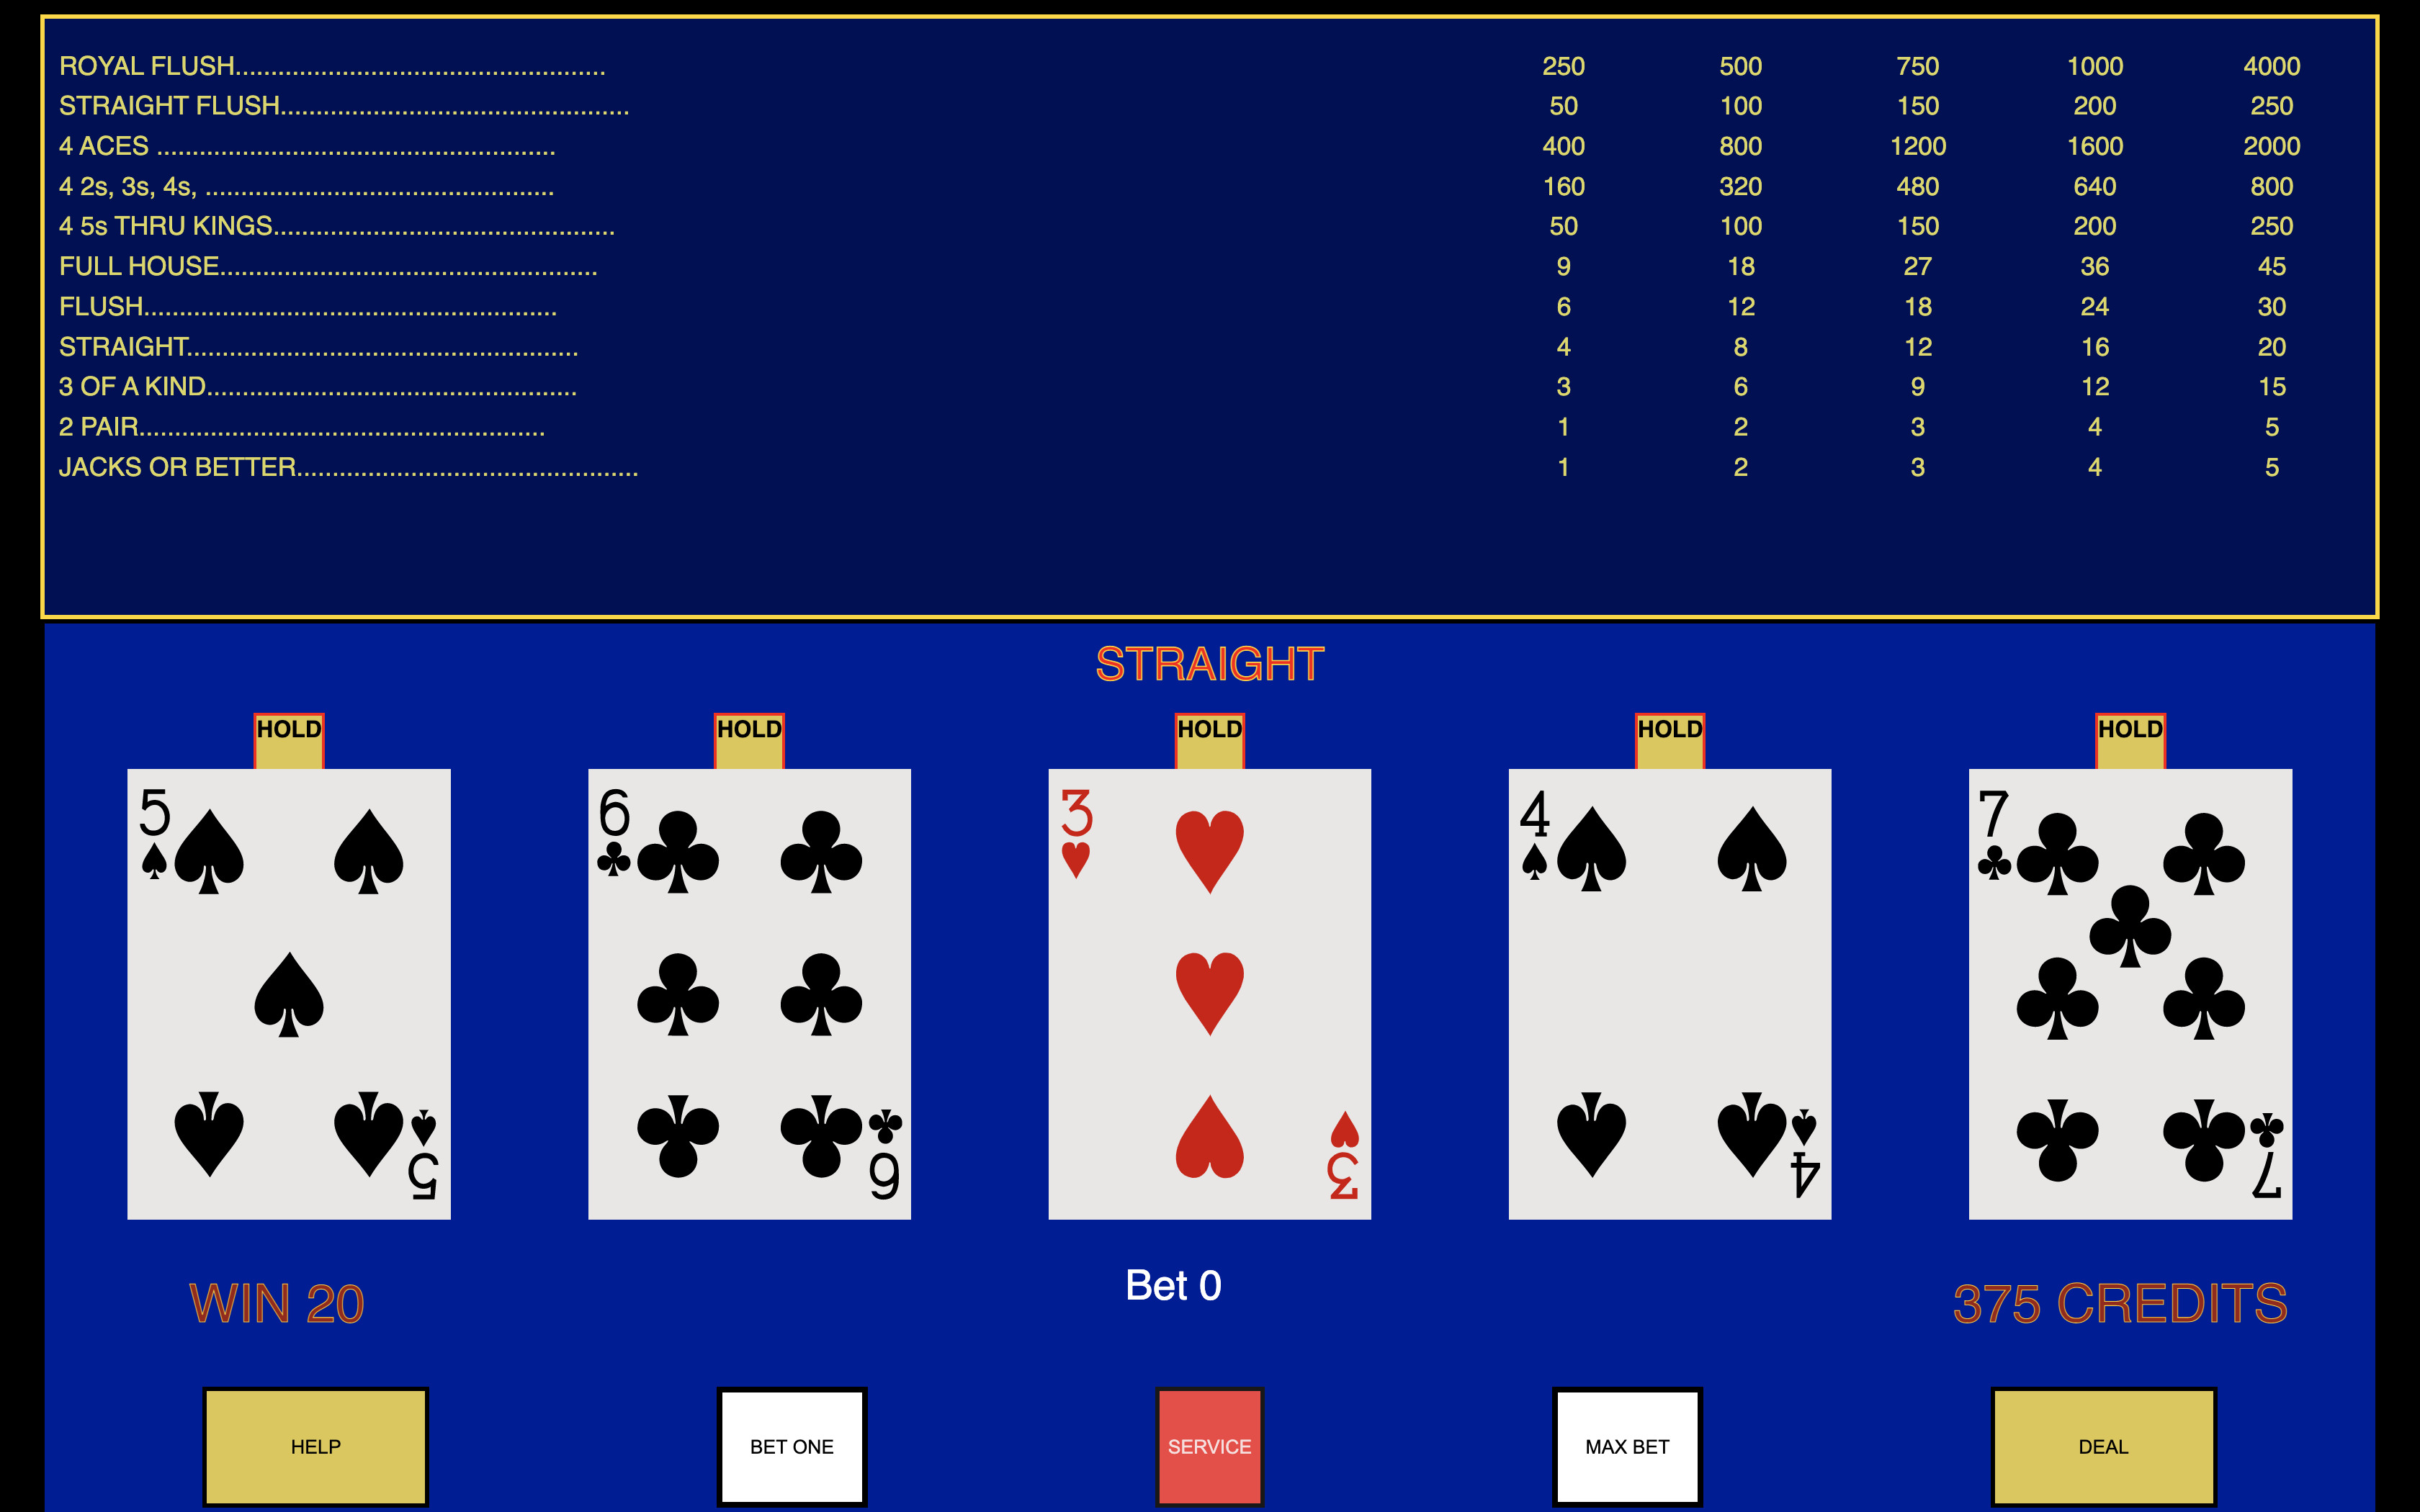 ROYAL FLUSH................................................... 250 500 750 1000 4000
STRAIGHT FLUSH................................................ 50 100 150 200 250
4 ACES ....................................................... 400 800 1200 1600 2000
4 2s, 3s, 4s, ................................................ 160 320 480 640 800
4 5s THRU KINGS............................................... 50 100 150 200 250
FULL HOUSE.................................................... 9 18 27 36 45
FLUSH......................................................... 6 12 18 24 30
STRAIGHT...................................................... 4 8 12 16 20
3 OF A KIND................................................... 3 6 9 12 15
2 PAIR........................................................ 1 2 3 4 5
JACKS OR BETTER............................................... 1 2 3 4 5
STRAIGHT
HOLD HOLD HOLD HOLD HOLD
5 6 3 4 7
5 6 3 4 7
WIN 20 Bet 0 375 CREDITS
HELP BET ONE SERVICE MAX BET DEAL